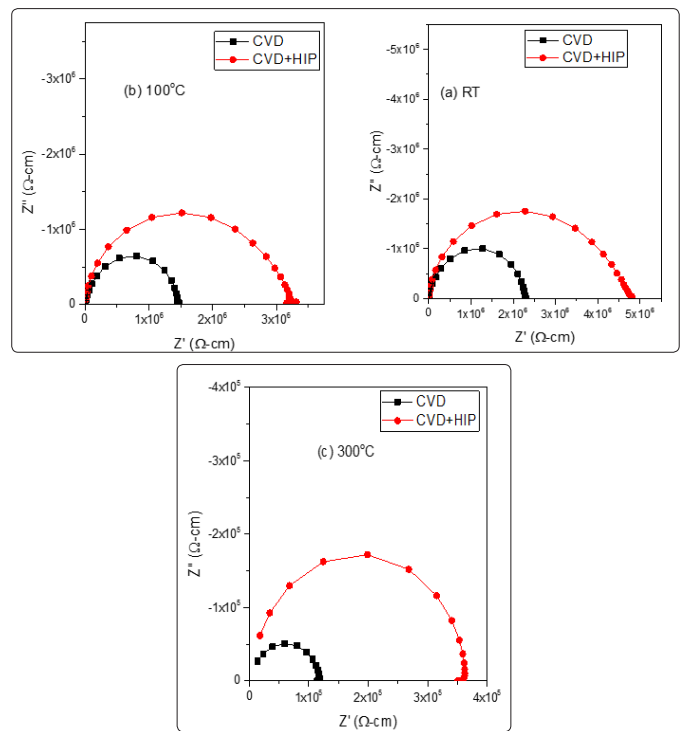 CVD
CVD+HIP
(b) 100°C
-3x10⁶
-2x10⁶
-1x10⁶
0
Z" (Ω-cm)
0 1x10⁶ 2x10⁶ 3x10⁶
Z' (Ω-cm)
CVD
CVD+HIP
(a) RT
-5x10⁶
-4x10⁶
-3x10⁶
-2x10⁶
-1x10⁶
0
Z" (Ω-cm)
0 1x10⁶ 2x10⁶ 3x10⁶ 4x10⁶ 5x10⁶
Z' (Ω-cm)
CVD
CVD+HIP
(c) 300°C
-4x10⁵
-3x10⁵
-2x10⁵
-1x10⁵
0
Z" (Ω-cm)
0 1x10⁵ 2x10⁵ 3x10⁵ 4x10⁵
Z' (Ω-cm)